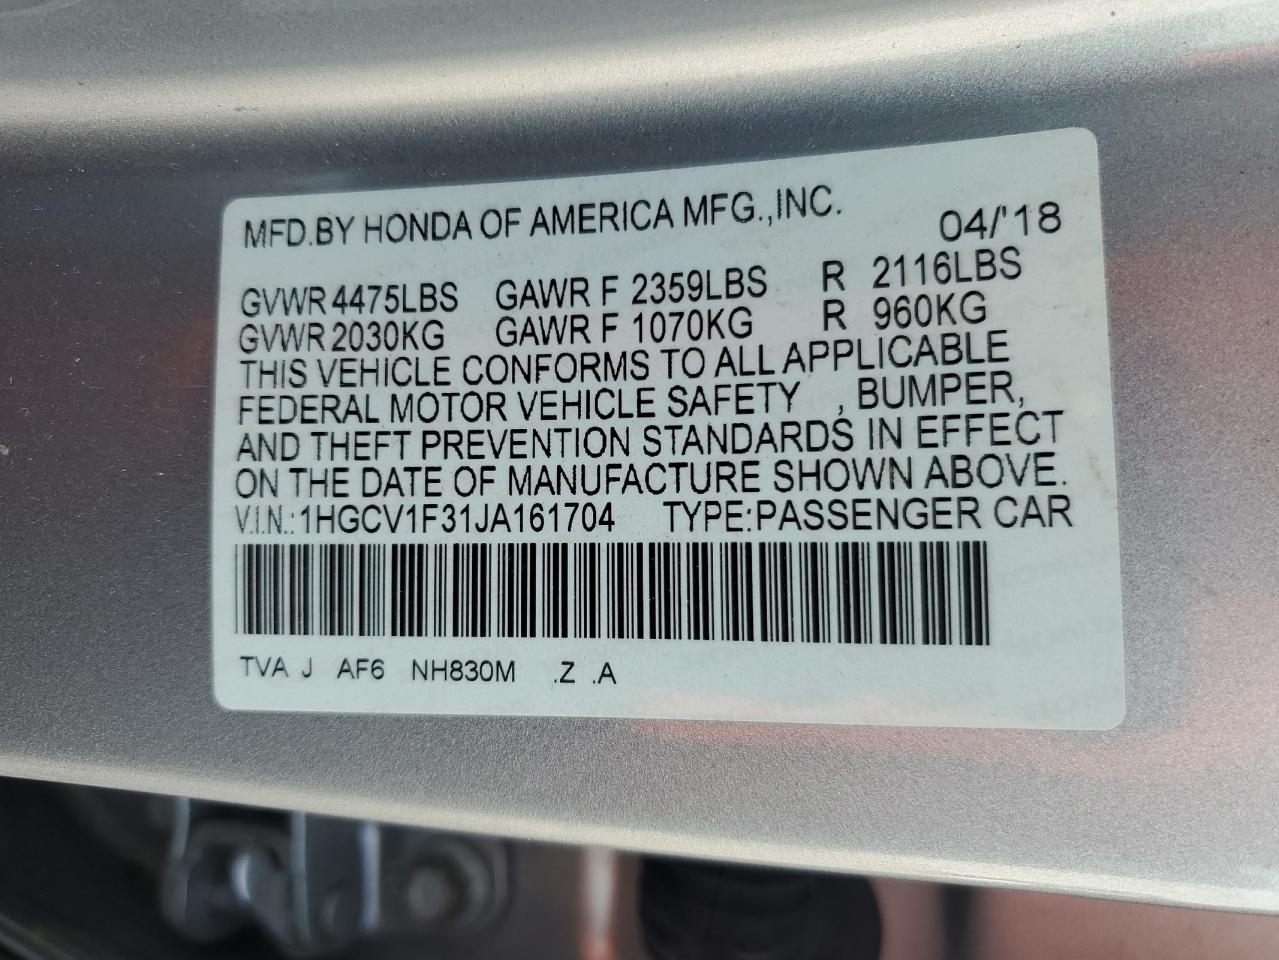 MFD.BY HONDA OF AMERICA MFG.,INC.
04/'18
GVWR 4475LBS GAWR F 2359LBS R 2116LBS
GVWR 2030KG GAWR F 1070KG R 960KG
THIS VEHICLE CONFORMS TO ALL APPLICABLE
FEDERAL MOTOR VEHICLE SAFETY , BUMPER,
AND THEFT PREVENTION STANDARDS IN EFFECT
ON THE DATE OF MANUFACTURE SHOWN ABOVE.
V.I.N.:1HGCV1F31JA161704 TYPE:PASSENGER CAR
TVA J AF6 NH830M .Z .A